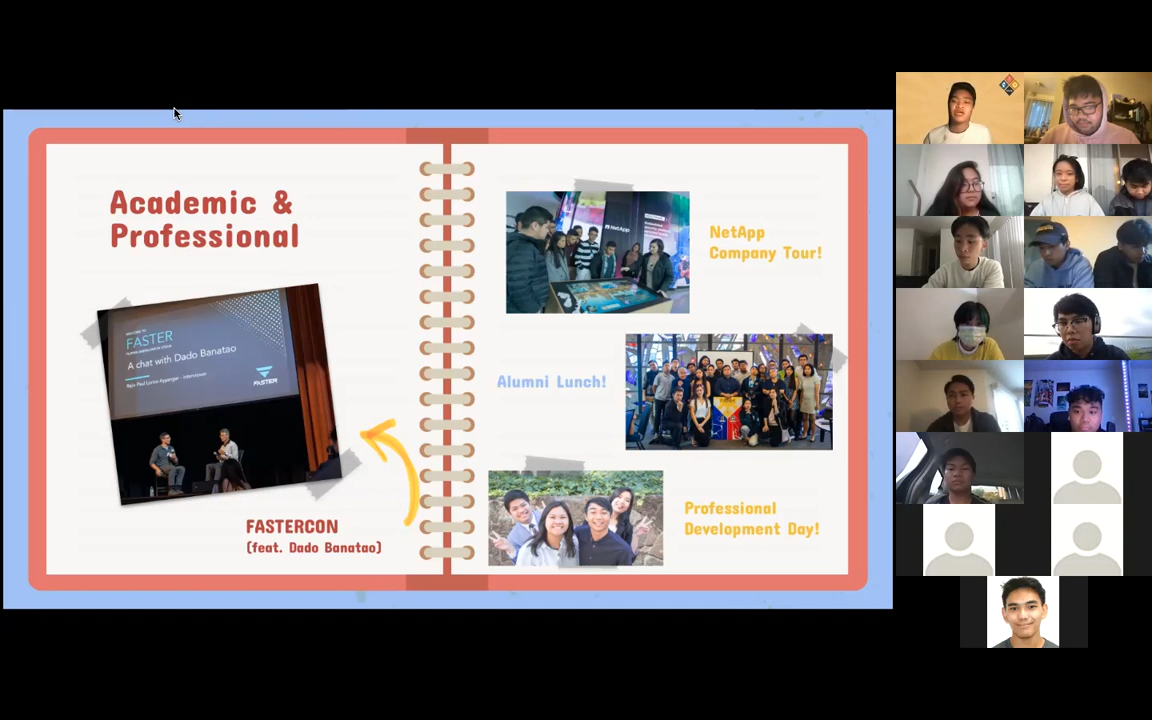 Academic &
Professional
FASTER
A chat with Dado Banatao
FASTER
FASTERCON
(feat. Dado Banatao)
NetApp
NetApp
Company Tour!
Alumni Lunch!
Professional
Development Day!